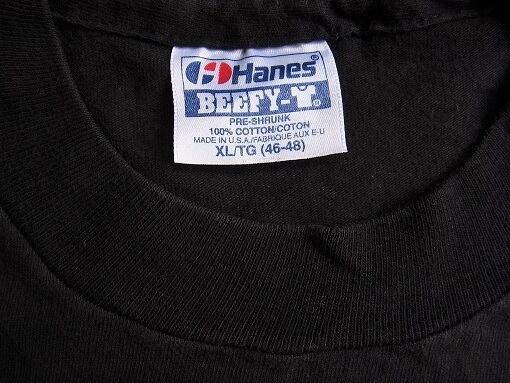 Hanes®
BEEFY-T®
PRE-SHRUNK
100% COTTON/COTON
MADE IN U.S.A./FABRIQUE AUX E-U
XL/TG (46-48)